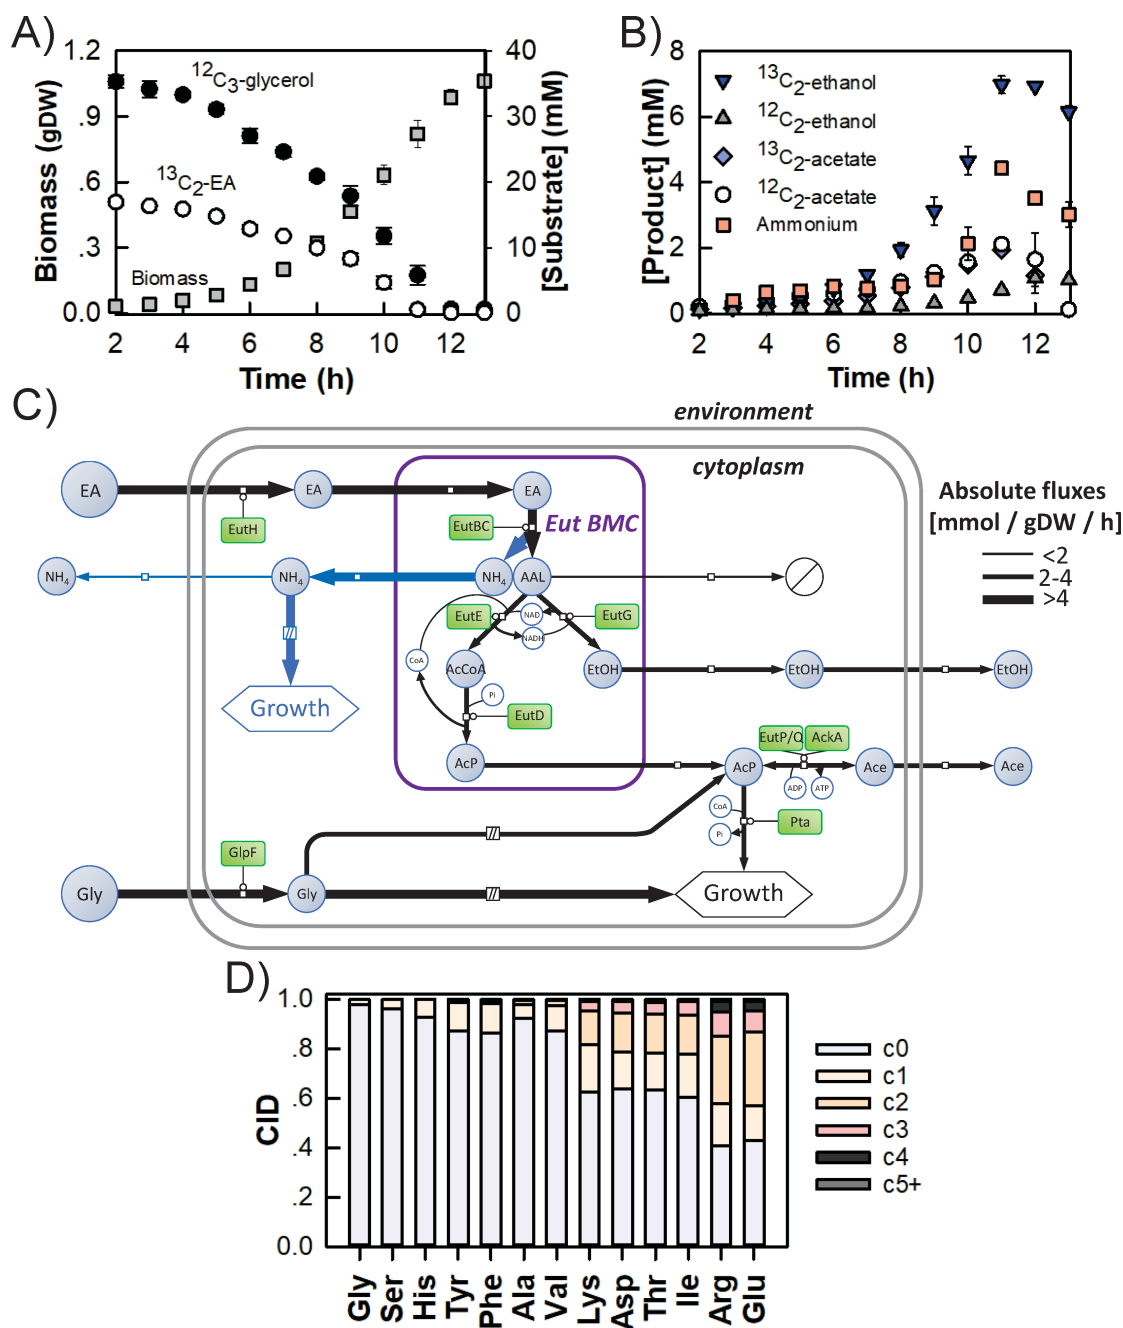 A)
1.2
0.9
0.6
0.3
0.0
Biomass (gDW)
12C3-glycerol
13C2-EA
Biomass
40
30
20
10
0
[Substrate] (mM)
2 4 6 8 10 12
Time (h)
B)
8
6
4
2
0
[Product] (mM)
13C2-ethanol
12C2-ethanol
13C2-acetate
12C2-acetate
Ammonium
2 4 6 8 10 12
Time (h)
C)
environment
cytoplasm
Absolute fluxes
[mmol / gDW / h]
<2
2-4
>4
EA EA EA
EutH
EutBC
Eut BMC
NH4 NH4 NH4 AAL
EutE NAD EutG
NADH
CoA AcCoA EtOH EtOH EtOH
Pi
Growth
EutD
EutP/Q AckA
AcP AcP Ace Ace
ADP ATP
CoA
Pta
Pi
GlpF
Gly Gly Growth
D)
1.0
.8
.6
.4
.2
0.0
CID
Gly Ser His Tyr Phe Ala Val Lys Asp Thr Ile Arg Glu
c0
c1
c2
c3
c4
c5+